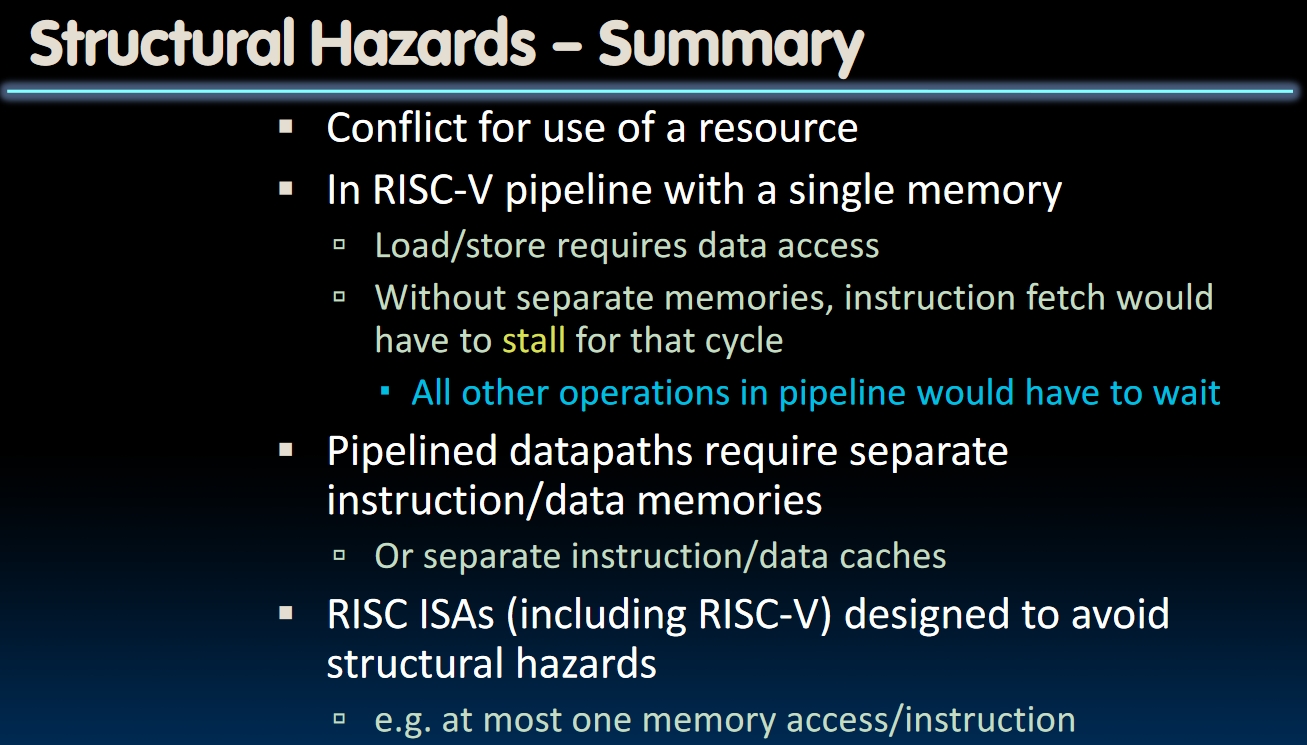 Structural Hazards – Summary
Conflict for use of a resource
In RISC-V pipeline with a single memory
Load/store requires data access
Without separate memories, instruction fetch would
have to stall for that cycle
All other operations in pipeline would have to wait
Pipelined datapaths require separate
instruction/data memories
Or separate instruction/data caches
RISC ISAs (including RISC-V) designed to avoid
structural hazards
e.g. at most one memory access/instruction